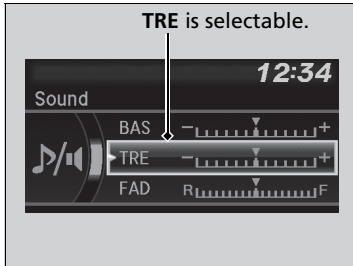 TRE is selectable.
12:34
Sound
BAS − +
TRE − +
FAD R F